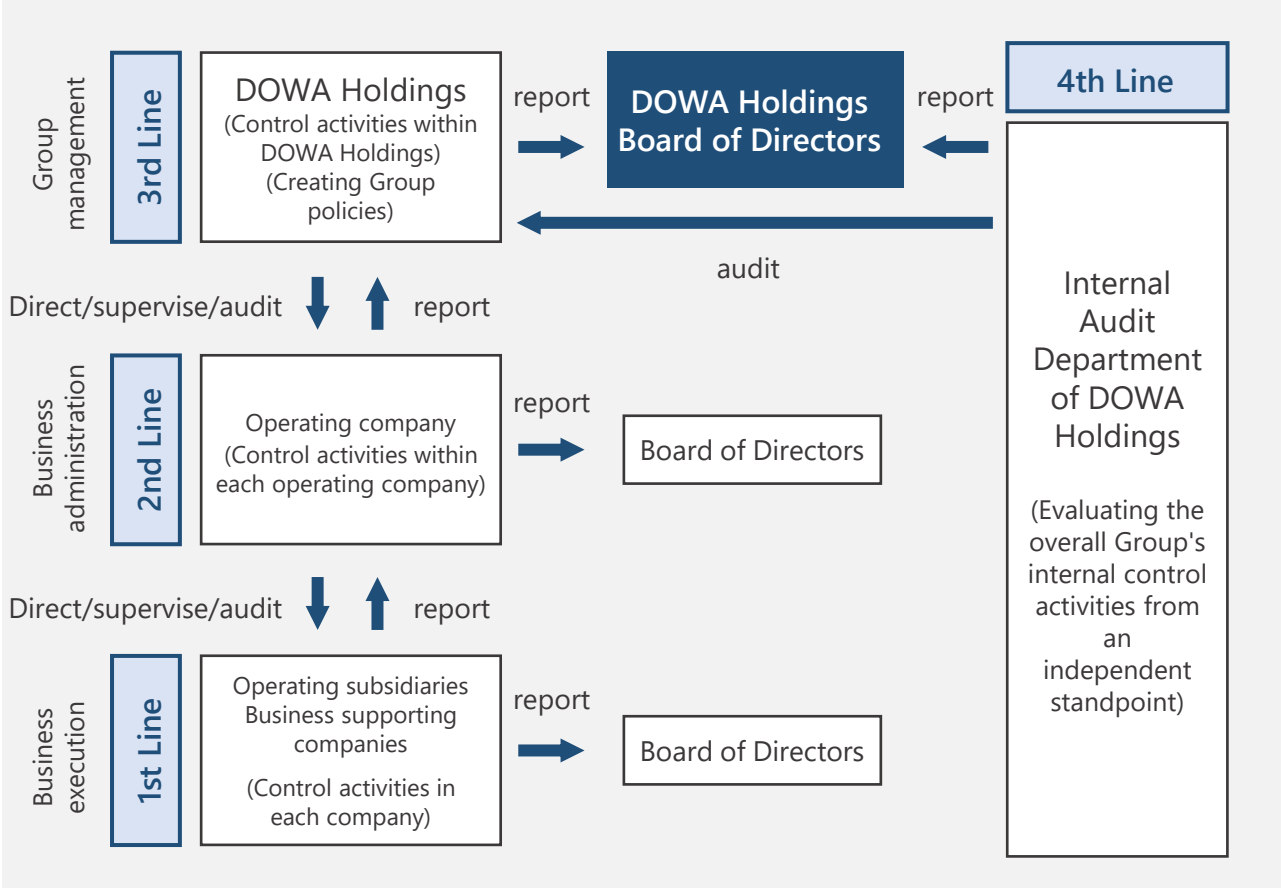 Group
management
3rd Line
DOWA Holdings
(Control activities within
DOWA Holdings)
(Creating Group
policies)
report
DOWA Holdings
Board of Directors
report
4th Line
audit
Internal
Audit
Department
of DOWA
Holdings
(Evaluating the
overall Group's
internal control
activities from
an
independent
standpoint)
Direct/supervise/audit
report
Business
administration
2nd Line
Operating company
(Control activities within
each operating company)
report
Board of Directors
Direct/supervise/audit
report
Business
execution
1st Line
Operating subsidiaries
Business supporting
companies
(Control activities in
each company)
report
Board of Directors